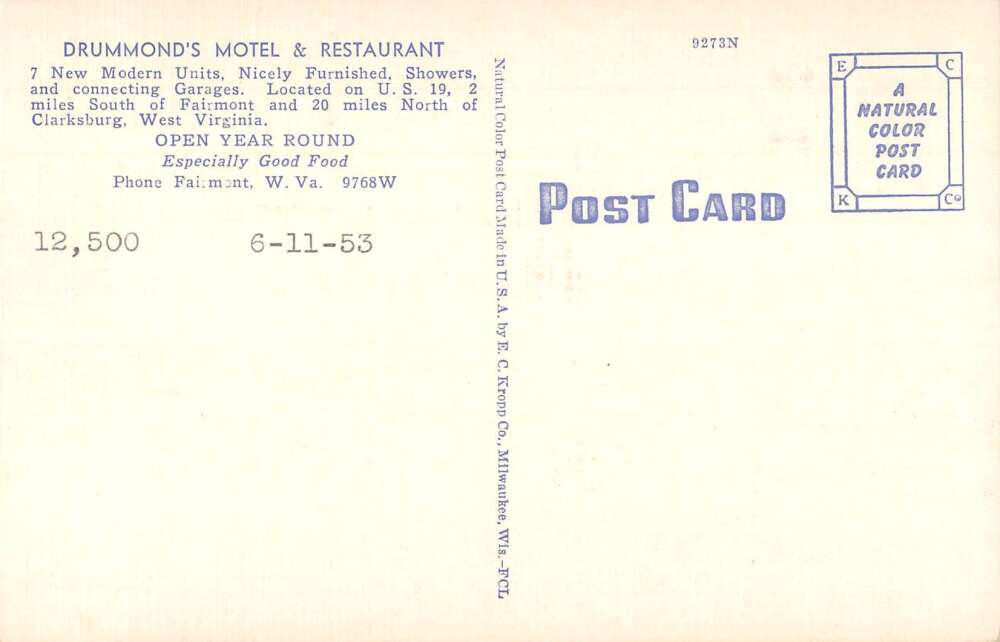 DRUMMOND'S MOTEL & RESTAURANT
7 New Modern Units, Nicely Furnished, Showers,
and connecting Garages. Located on U. S. 19, 2
miles South of Fairmont and 20 miles North of
Clarksburg, West Virginia.
OPEN YEAR ROUND
Especially Good Food
Phone Fairmont, W. Va. 9768W
12,500 6-11-53
Natural Color Post Card Made in U. S. A. by E. C. Kropp Co., Milwaukee, Wis.-FCL
9273N
POST CARD
E C
A
NATURAL
COLOR
POST
CARD
K Co